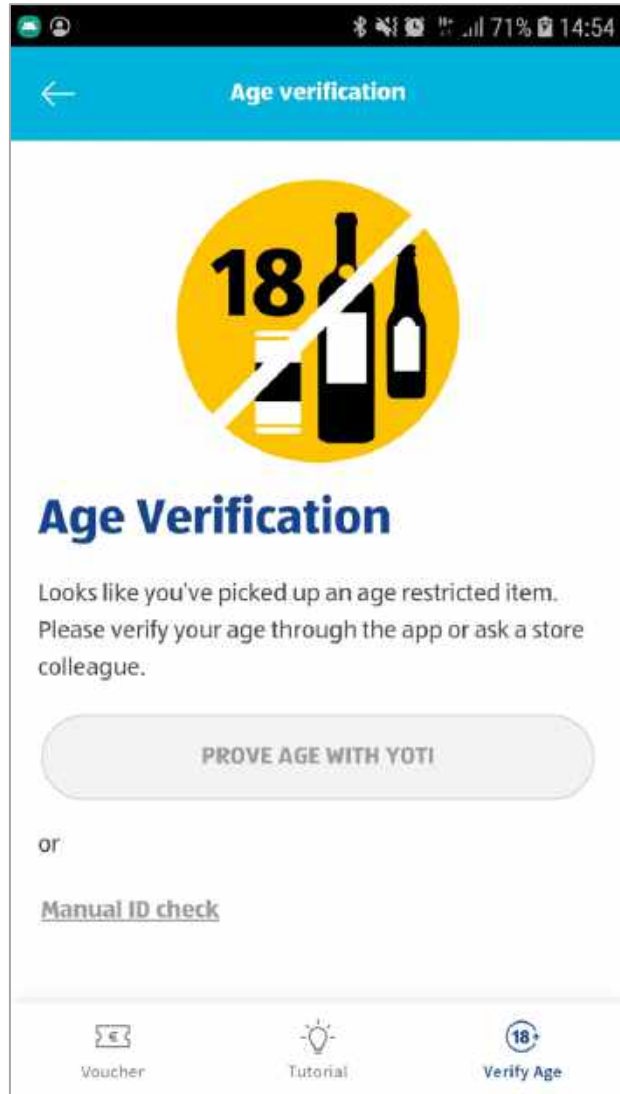 71% 14:54
Age verification
18
Age Verification
Looks like you've picked up an age restricted item.
Please verify your age through the app or ask a store
colleague.
PROVE AGE WITH YOTI
or
Manual ID check
€ 18+
Voucher Tutorial Verify Age